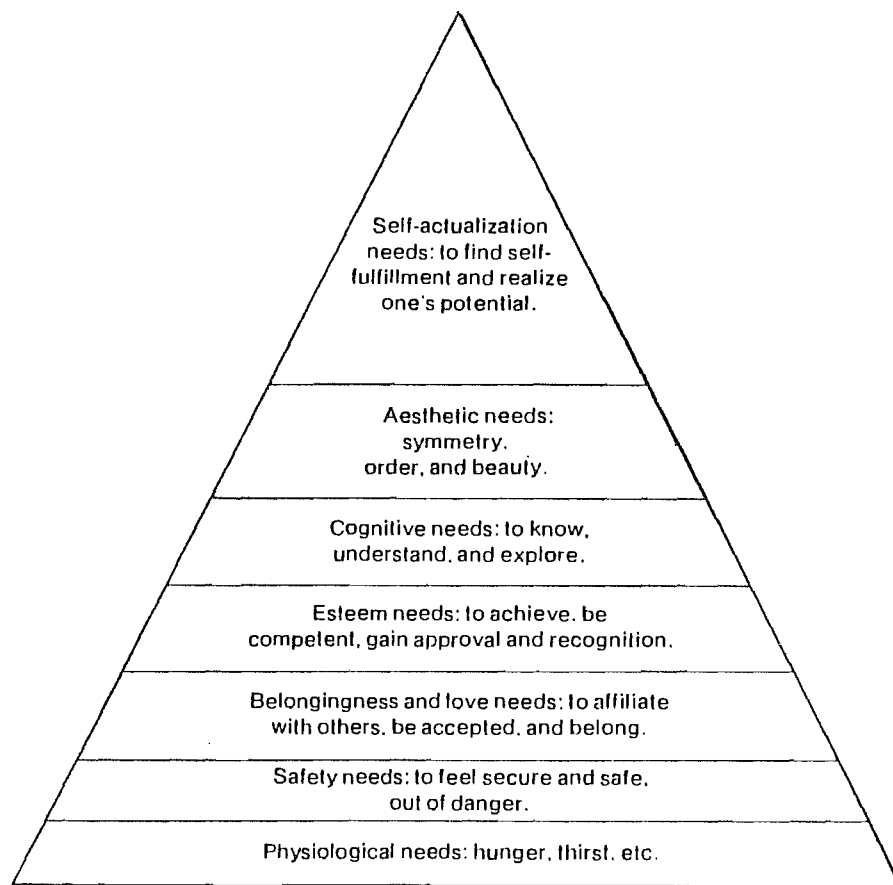 Self-actualization
needs: to find self-
fulfillment and realize
one's potential.
Aesthetic needs:
symmetry,
order, and beauty.
Cognitive needs: to know,
understand, and explore.
Esteem needs: to achieve, be
competent, gain approval and recognition.
Belongingness and love needs: to affiliate
with others, be accepted, and belong.
Safety needs: to feel secure and safe,
out of danger.
Physiological needs: hunger, thirst, etc.